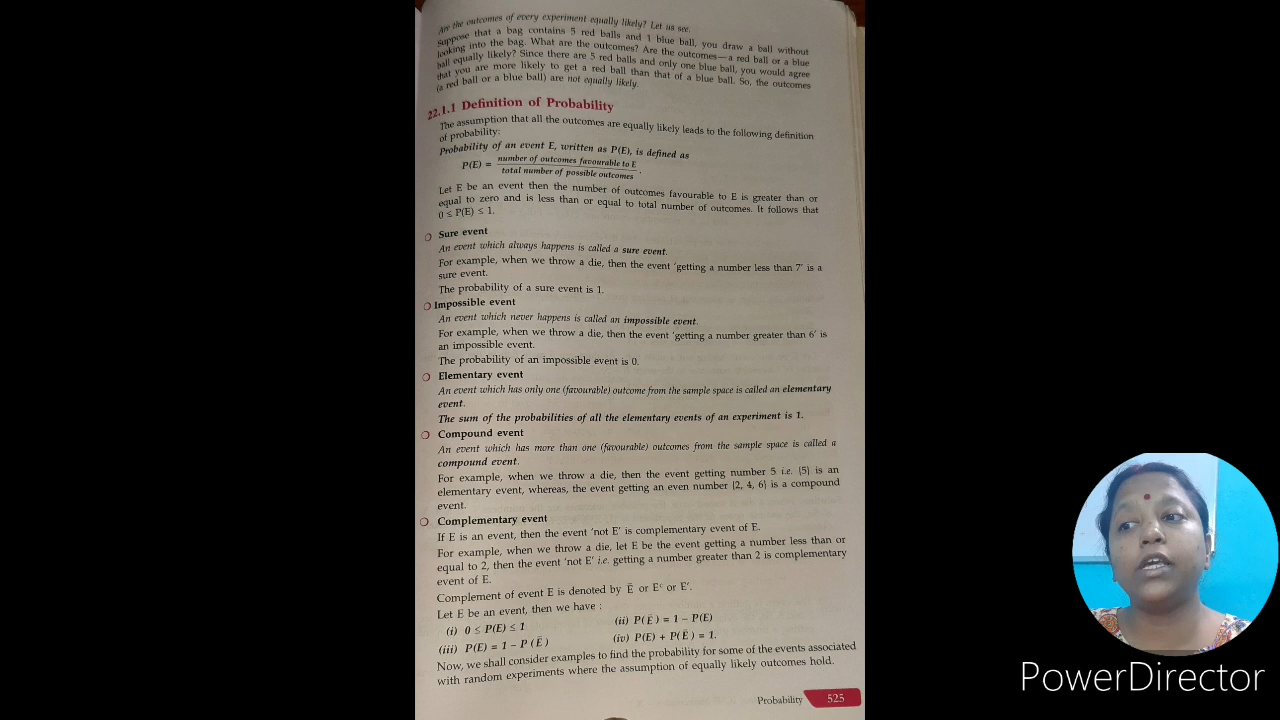 Are the outcomes of every experiment equally likely? Let us see.
Suppose that a bag contains 5 red balls and 1 blue ball, you draw a ball without
looking into the bag. What are the outcomes? Are the outcomes—a red ball or a blue
ball equally likely? Since there are 5 red balls and only one blue ball, you would agree
that you are more likely to get a red ball than that of a blue ball. So, the outcomes
(a red ball or a blue ball) are not equally likely.
22.1.1 Definition of Probability
The assumption that all the outcomes are equally likely leads to the following definition
of probability:
Probability of an event E, written as P(E), is defined as
P(E) = number of outcomes favourable to E
total number of possible outcomes .
Let E be an event then the number of outcomes favourable to E is greater than or
equal to zero and is less than or equal to total number of outcomes. It follows that
0 ≤ P(E) ≤ 1.
Sure event
An event which always happens is called a sure event.
For example, when we throw a die, then the event 'getting a number less than 7' is a
sure event.
The probability of a sure event is 1.
Impossible event
An event which never happens is called an impossible event.
For example, when we throw a die, then the event 'getting a number greater than 6' is
an impossible event.
The probability of an impossible event is 0.
Elementary event
An event which has only one (favourable) outcome from the sample space is called an elementary
event.
The sum of the probabilities of all the elementary events of an experiment is 1.
Compound event
An event which has more than one (favourable) outcomes from the sample space is called a
compound event.
For example, when we throw a die, then the event getting number 5 i.e. {5} is an
elementary event, whereas, the event getting an even number {2, 4, 6} is a compound
event.
Complementary event
If E is an event, then the event 'not E' is complementary event of E.
For example, when we throw a die, let E be the event getting a number less than or
equal to 2, then the event 'not E' i.e. getting a number greater than 2 is complementary
event of E.
Complement of event E is denoted by Ē or Eᶜ or E'.
Let E be an event, then we have :
(i) 0 ≤ P(E) ≤ 1 (ii) P(Ē) = 1 – P(E)
(iii) P(E) = 1 – P(Ē) (iv) P(E) + P(Ē) = 1.
Now, we shall consider examples to find the probability for some of the events associated
with random experiments where the assumption of equally likely outcomes hold.
Probability 525
PowerDirector